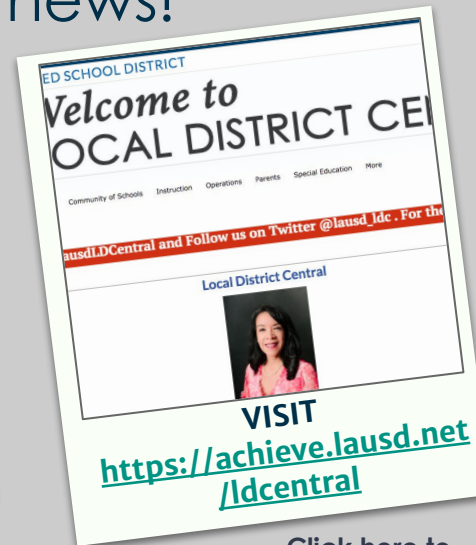 news!
ED SCHOOL DISTRICT
Welcome to
OCAL DISTRICT CE
Community of Schools Instruction Operations Parents Special Education More
ausdLDCentral and Follow us on Twitter @lausd_ldc . For the
Local District Central
VISIT
https://achieve.lausd.net
/ldcentral
Click here to